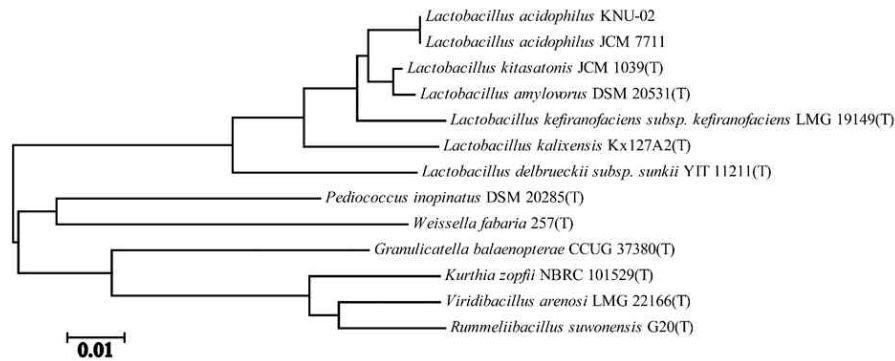 Lactobacillus acidophilus KNU-02
Lactobacillus acidophilus JCM 7711
Lactobacillus kitasatonis JCM 1039(T)
Lactobacillus amylovorus DSM 20531(T)
Lactobacillus kefiranofaciens subsp. kefiranofaciens LMG 19149(T)
Lactobacillus kalixensis Kx127A2(T)
Lactobacillus delbrueckii subsp. sunkii YIT 11211(T)
Pediococcus inopinatus DSM 20285(T)
Weissella fabaria 257(T)
Granulicatella balaenopterae CCUG 37380(T)
Kurthia zopfii NBRC 101529(T)
Viridibacillus arenosi LMG 22166(T)
Rummeliibacillus suwonensis G20(T)
0.01